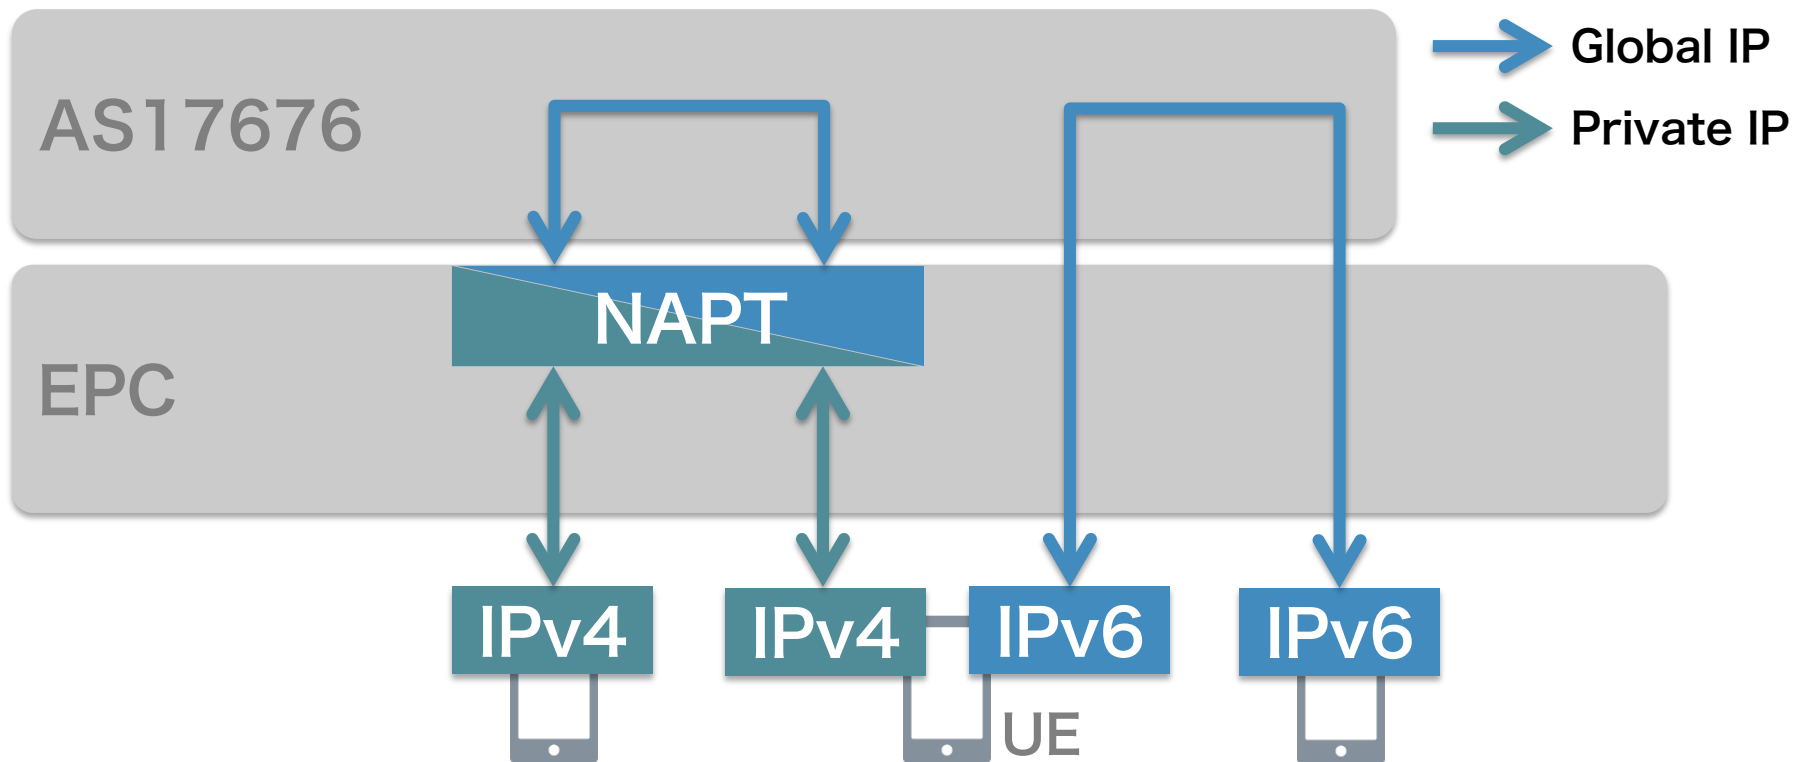 Global IP
AS17676
Private IP
NAPT
EPC
IPv4
IPv4
IPv6
IPv6
UE